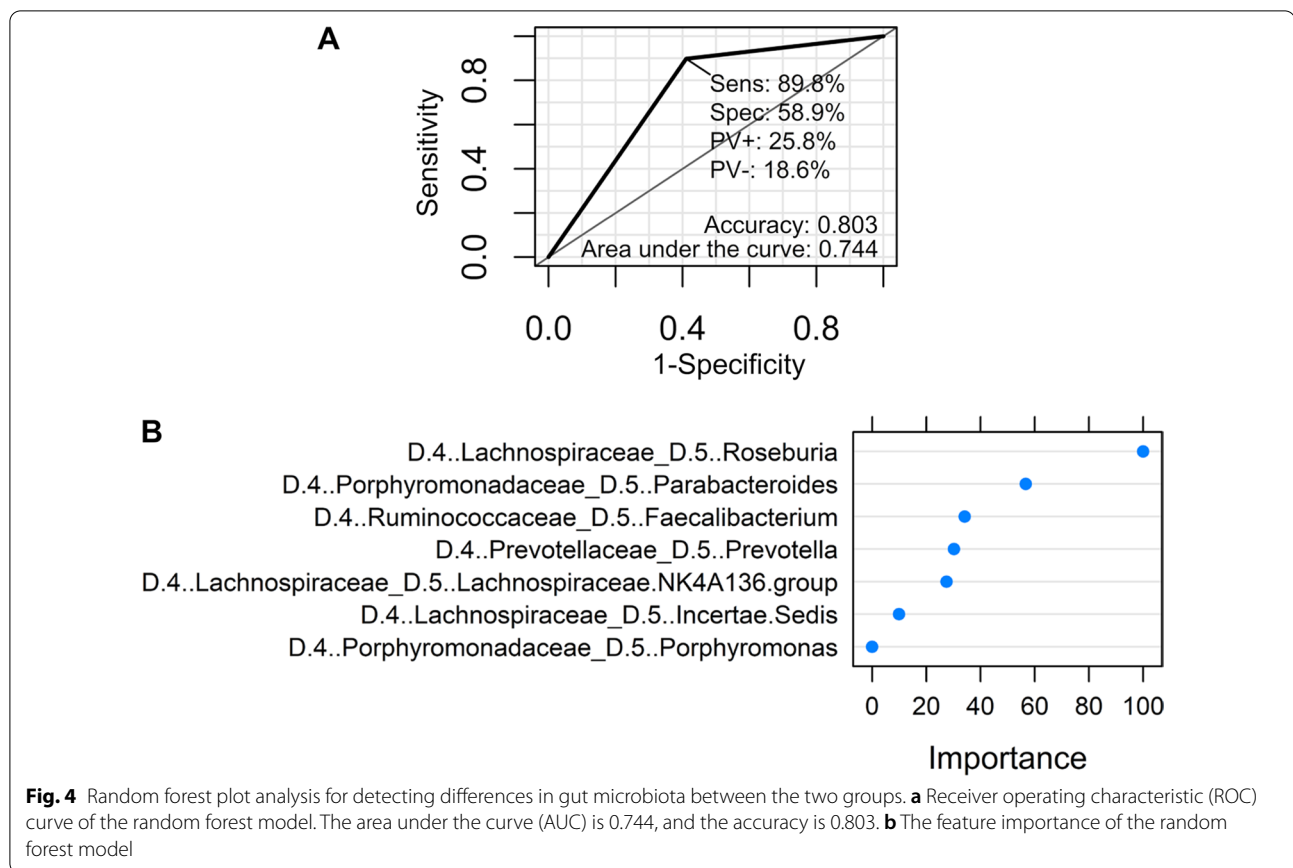 A
Sensitivity
0.0
0.4
0.8
Sens: 89.8%
Spec: 58.9%
PV+: 25.8%
PV-: 18.6%
Accuracy: 0.803
Area under the curve: 0.744
0.0 0.4 0.8
1-Specificity
B
D.4..Lachnospiraceae_D.5..Roseburia
D.4..Porphyromonadaceae_D.5..Parabacteroides
D.4..Ruminococcaceae_D.5..Faecalibacterium
D.4..Prevotellaceae_D.5..Prevotella
D.4..Lachnospiraceae_D.5..Lachnospiraceae.NK4A136.group
D.4..Lachnospiraceae_D.5..Incertae.Sedis
D.4..Porphyromonadaceae_D.5..Porphyromonas
0 20 40 60 80 100
Importance
Fig. 4 Random forest plot analysis for detecting differences in gut microbiota between the two groups. a Receiver operating characteristic (ROC)
curve of the random forest model. The area under the curve (AUC) is 0.744, and the accuracy is 0.803. b The feature importance of the random
forest model